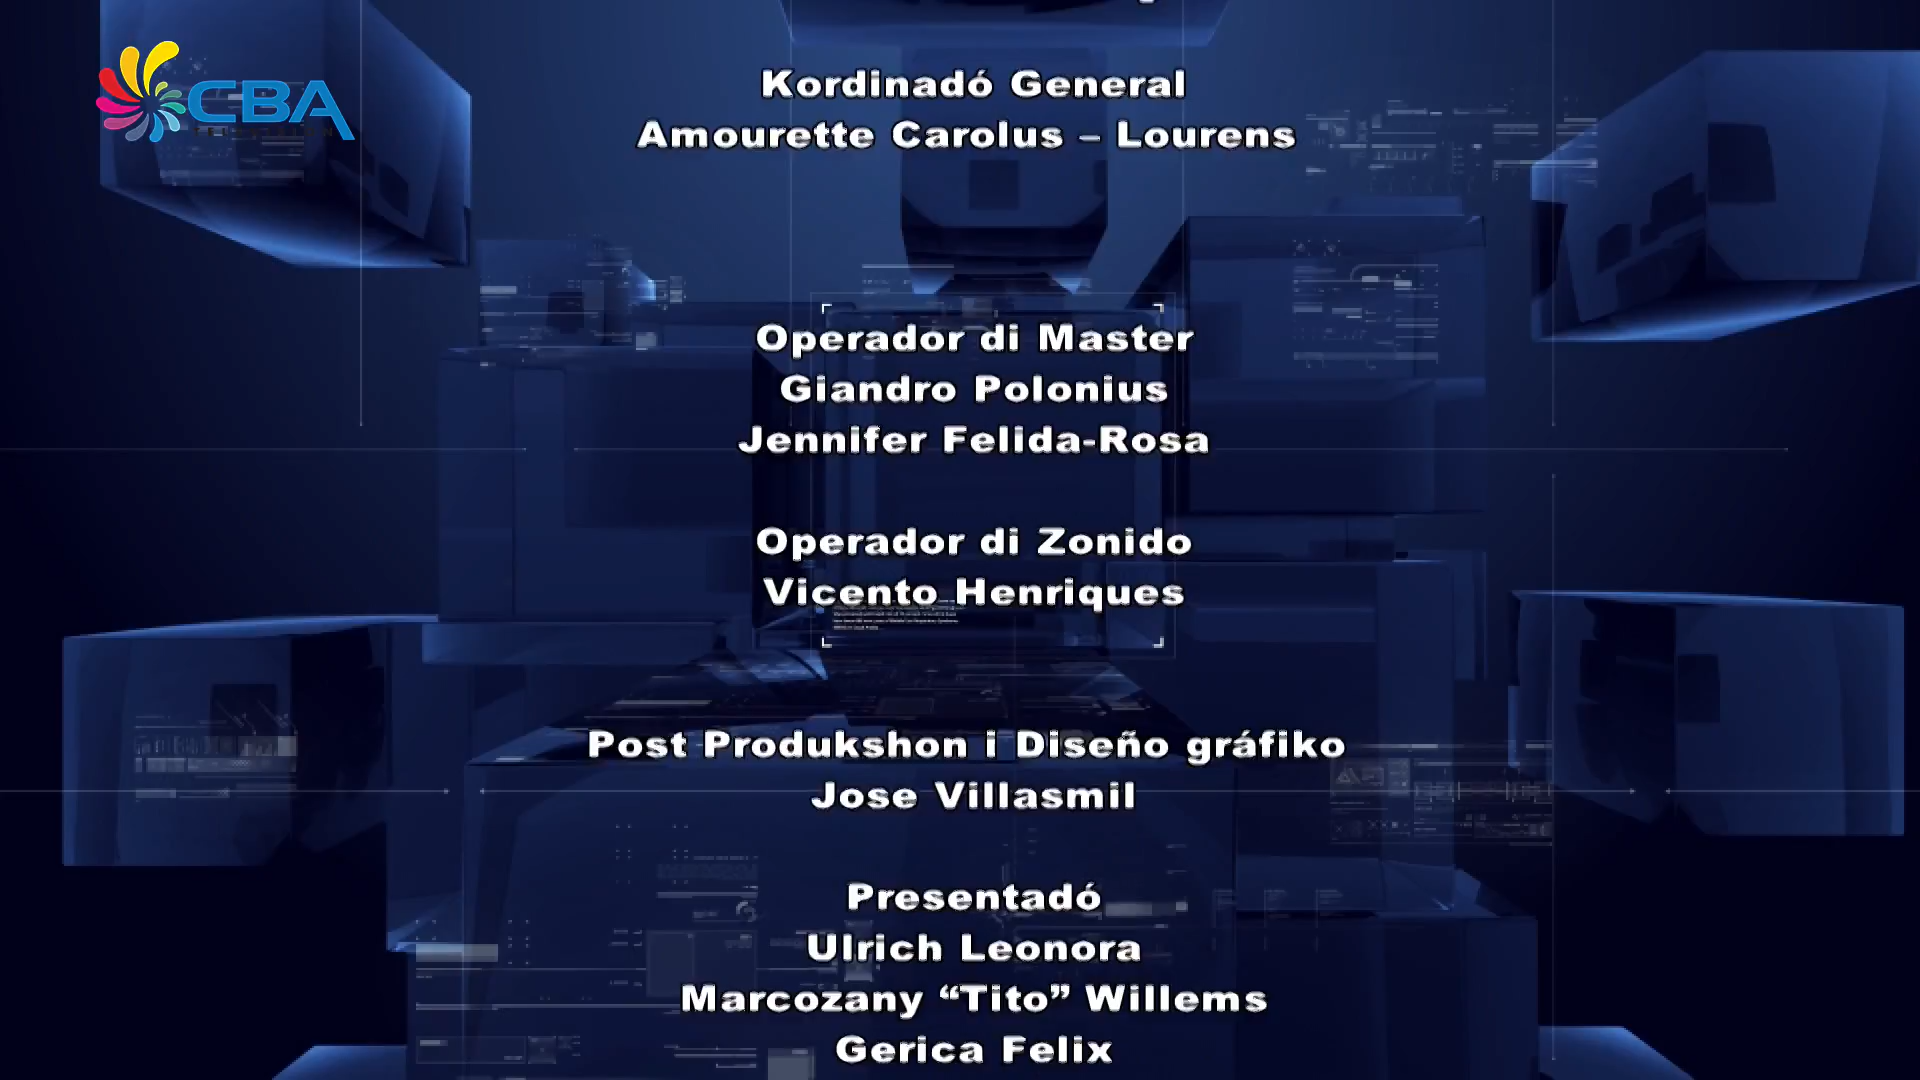 CBA
Kordinadó General
Amourette Carolus – Lourens
Operador di Master
Giandro Polonius
Jennifer Felida-Rosa
Operador di Zonido
Vicento Henriques
Post Produkshon i Diseño gráfiko
Jose Villasmil
Presentadó
Ulrich Leonora
Marcozany “Tito” Willems
Gerica Felix